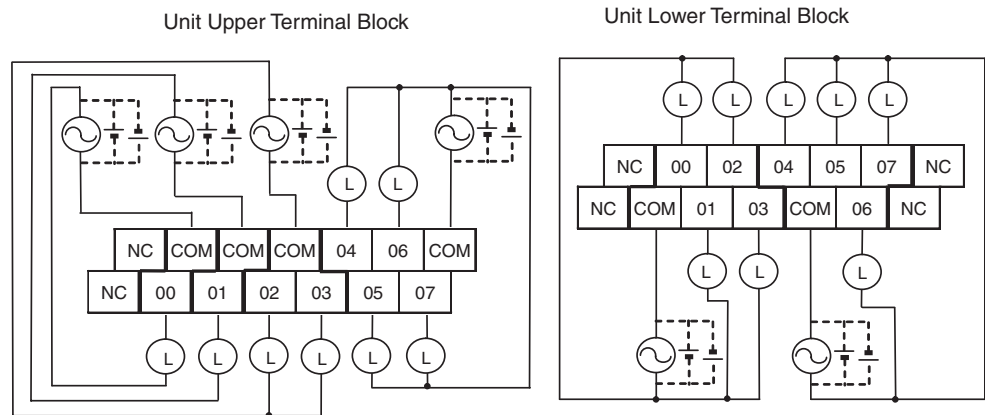 Unit Upper Terminal Block
Unit Lower Terminal Block
L L
NC COM COM COM 04 06 COM
NC 00 01 02 03 05 07
L L L L L L
L L L L L
NC 00 02 04 05 07 NC
NC COM 01 03 COM 06 NC
L L L